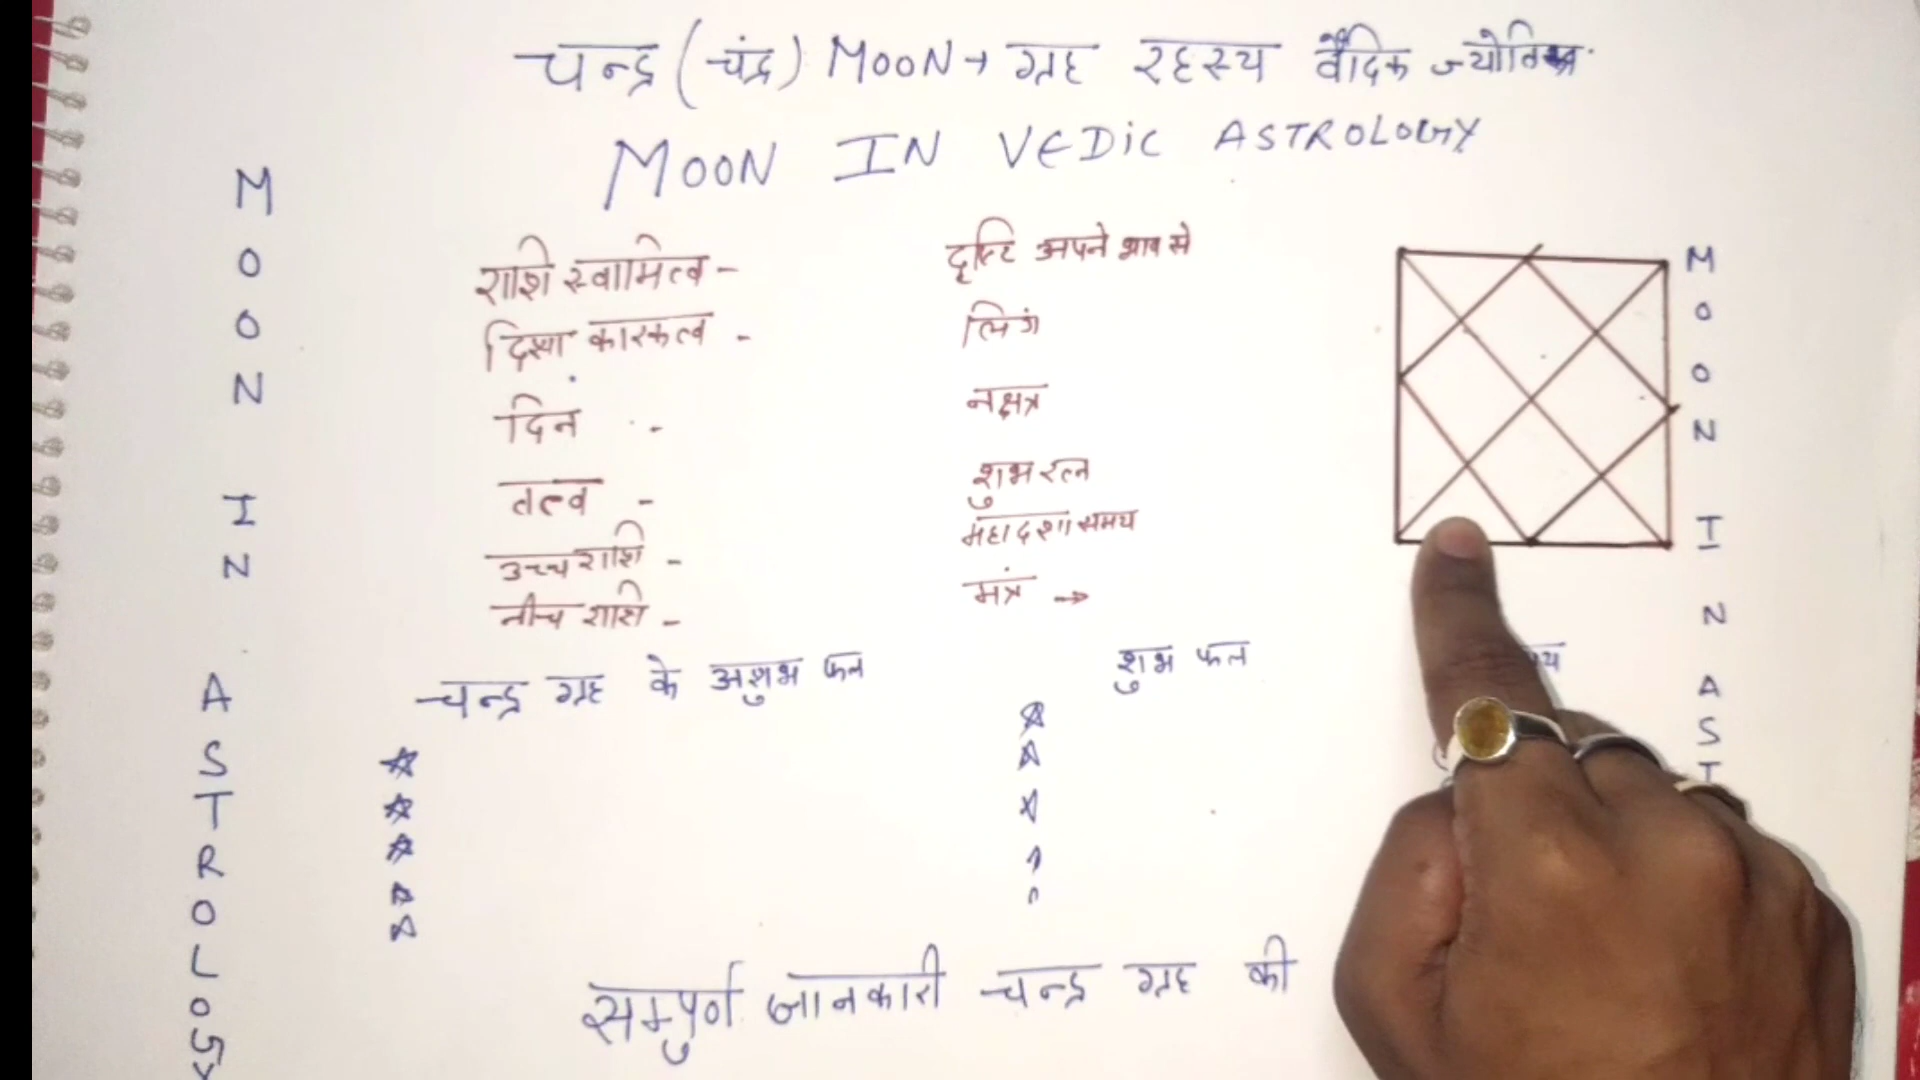 चन्द्र (चंद्र) MOON → ग्रह रहस्य वैदिक ज्योतिष
MOON IN VEDIC ASTROLOGY
MOON IN ASTROLOGY
राशि स्वामित्व -
दिशा कारकत्व -
दिन -
तत्व -
उच्च राशि -
नीच राशि -
दृष्टि अपने भाव से
लिंग
नक्षत्र
शुभ रत्न
महादशा समय
मंत्र →
MOON IN AST
चन्द्र ग्रह के अशुभ फल
शुभ फल
सम्पुर्ण जानकारी चन्द्र ग्रह की